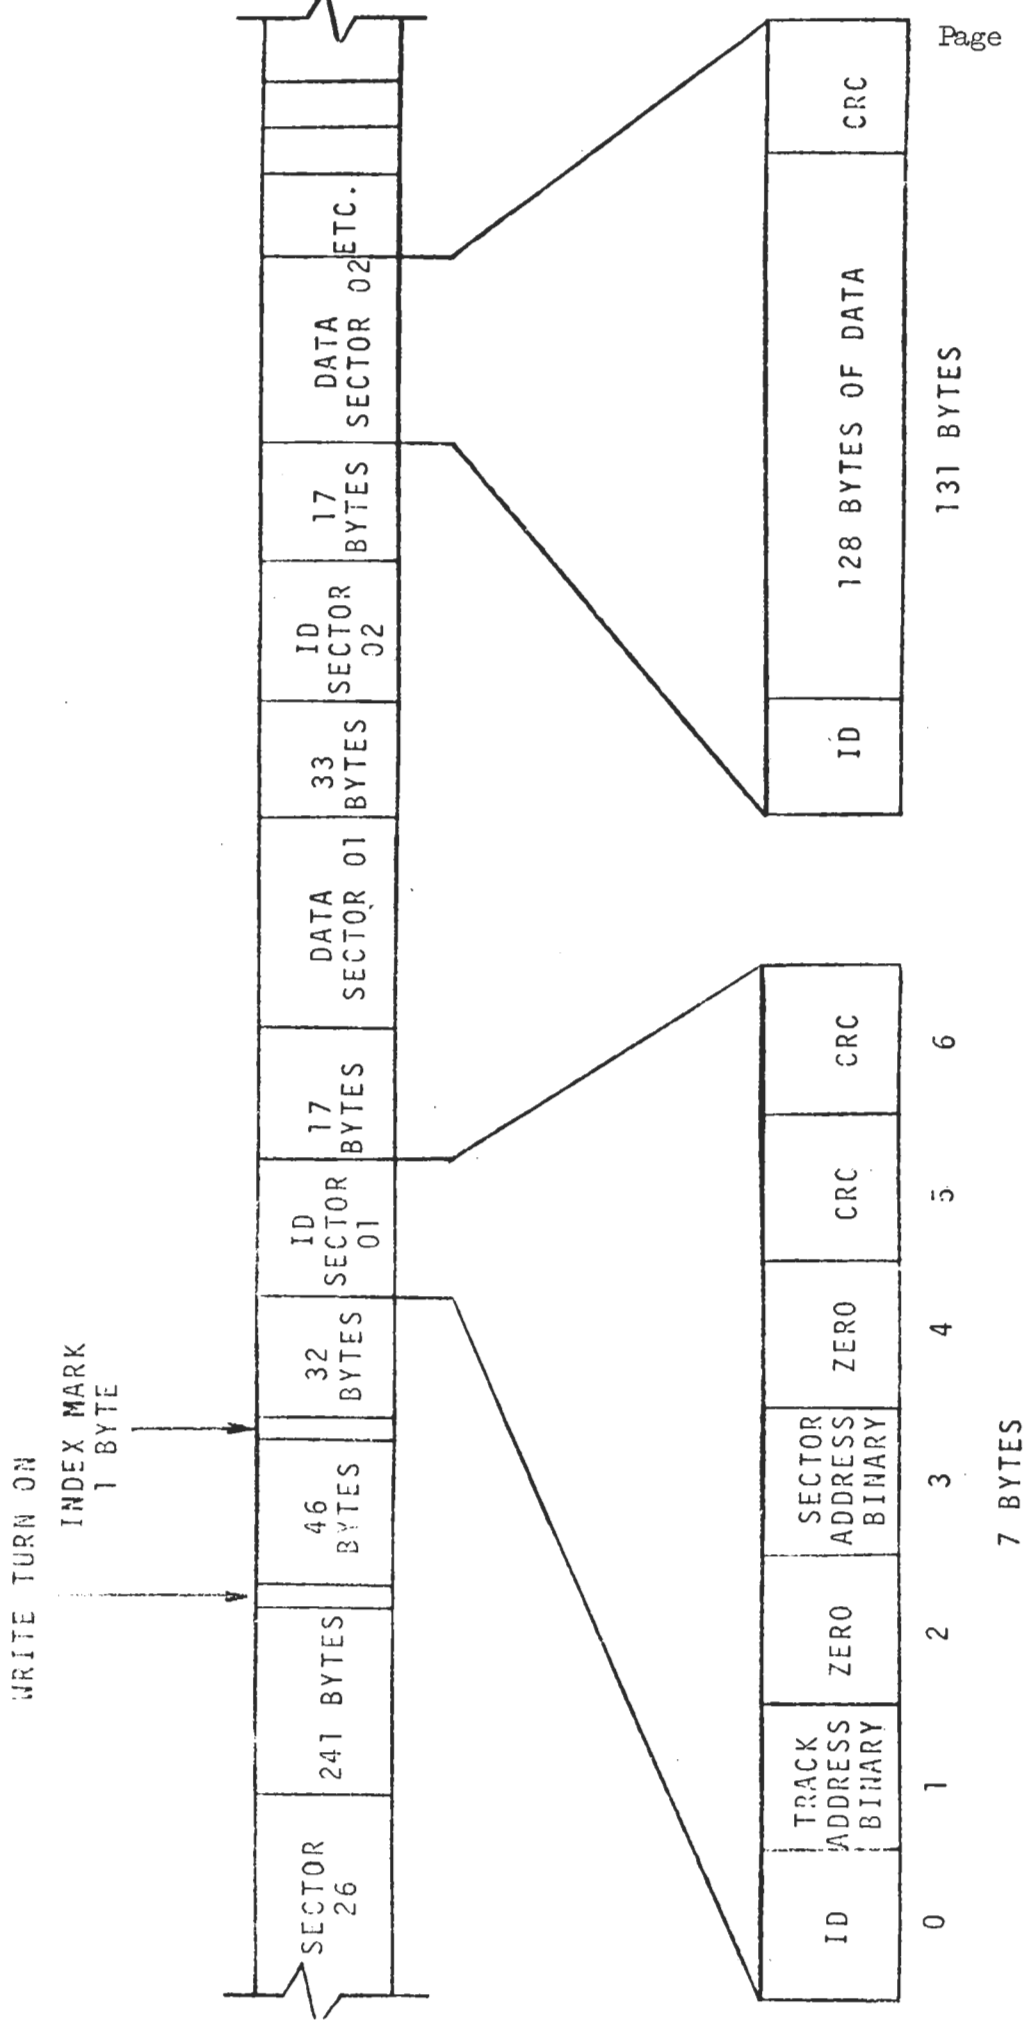 Page
WRITE TURN ON
INDEX MARK
1 BYTE
SECTOR
26
241 BYTES
46
BYTES
32
BYTES
ID
SECTOR
01
17
BYTES
DATA
SECTOR 01
33
BYTES
ID
SECTOR
02
17
BYTES
DATA
SECTOR 02
ETC.
ID
TRACK
ADDRESS
BINARY
ZERO
SECTOR
ADDRESS
BINARY
ZERO
CRC
CRC
0
1
2
3
4
5
6
7 BYTES
ID
128 BYTES OF DATA
CRC
131 BYTES